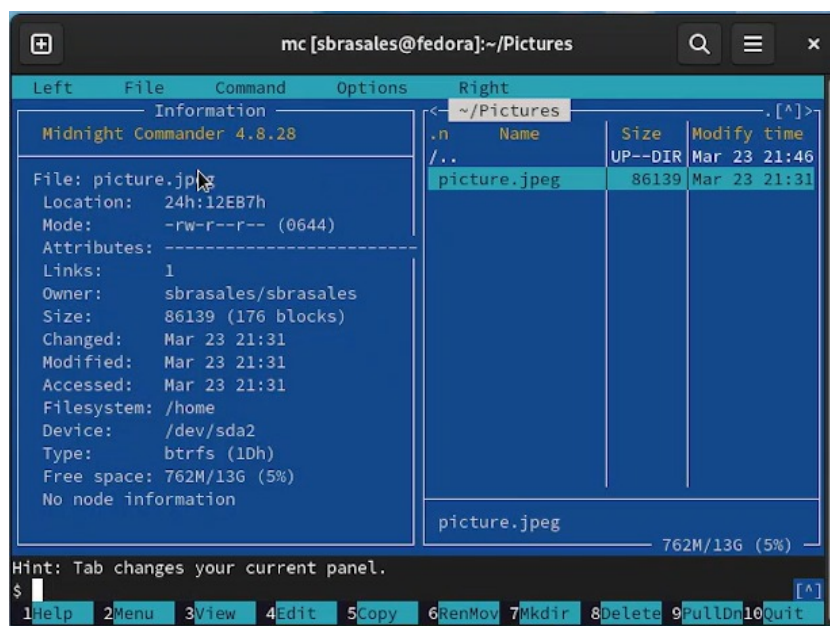 mc [sbrasales@fedora]:~/Pictures
Left File Command Options Right
Information
Midnight Commander 4.8.28
File: picture.jpeg
Location: 24h:12EB7h
Mode: -rw-r--r-- (0644)
Attributes: --------------------------
Links: 1
Owner: sbrasales/sbrasales
Size: 86139 (176 blocks)
Changed: Mar 23 21:31
Modified: Mar 23 21:31
Accessed: Mar 23 21:31
Filesystem: /home
Device: /dev/sda2
Type: btrfs (1Dh)
Free space: 762M/13G (5%)
No node information
<- ~/Pictures .[^]>
.n Name Size Modify time
/.. UP--DIR Mar 23 21:46
picture.jpeg 86139 Mar 23 21:31
picture.jpeg
762M/13G (5%)
Hint: Tab changes your current panel.
$ [^]
1Help 2Menu 3View 4Edit 5Copy 6RenMov 7Mkdir 8Delete 9PullDn 10Quit